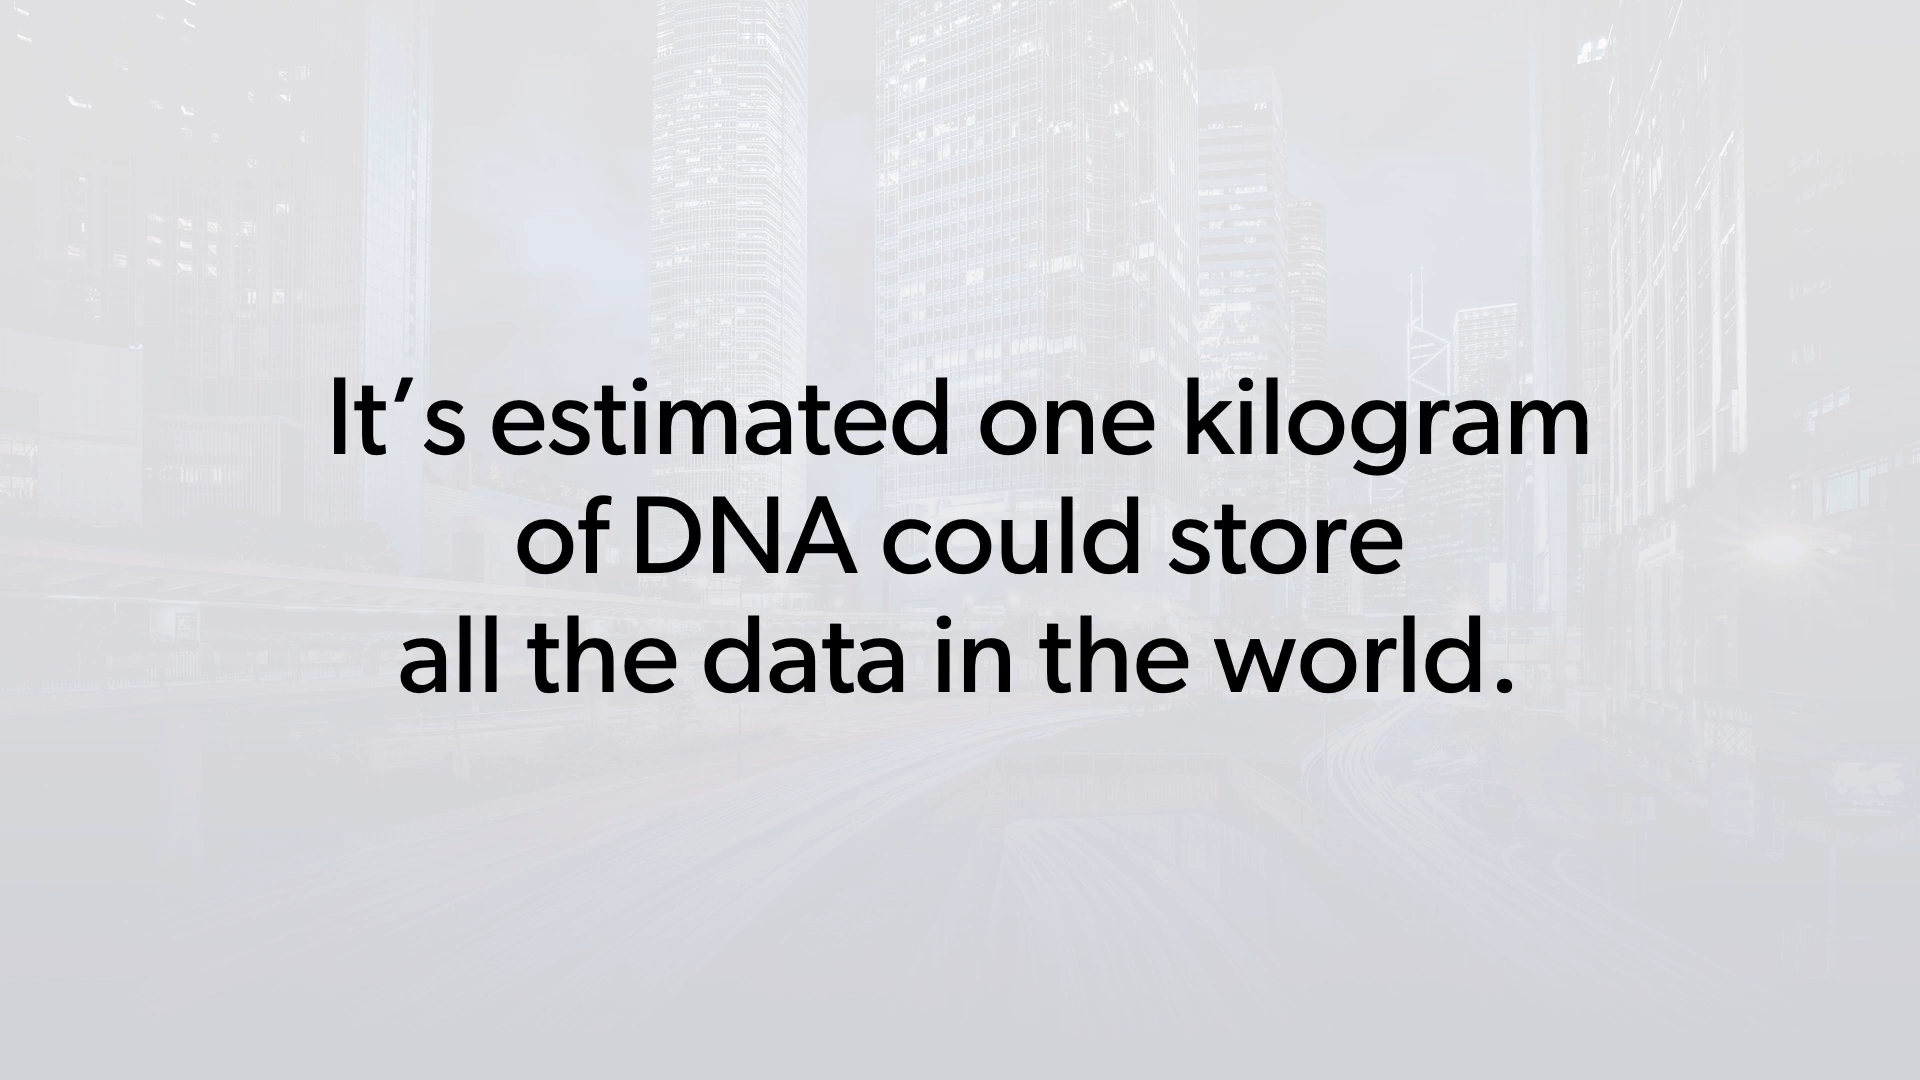 It’s estimated one kilogram
of DNA could store
all the data in the world.